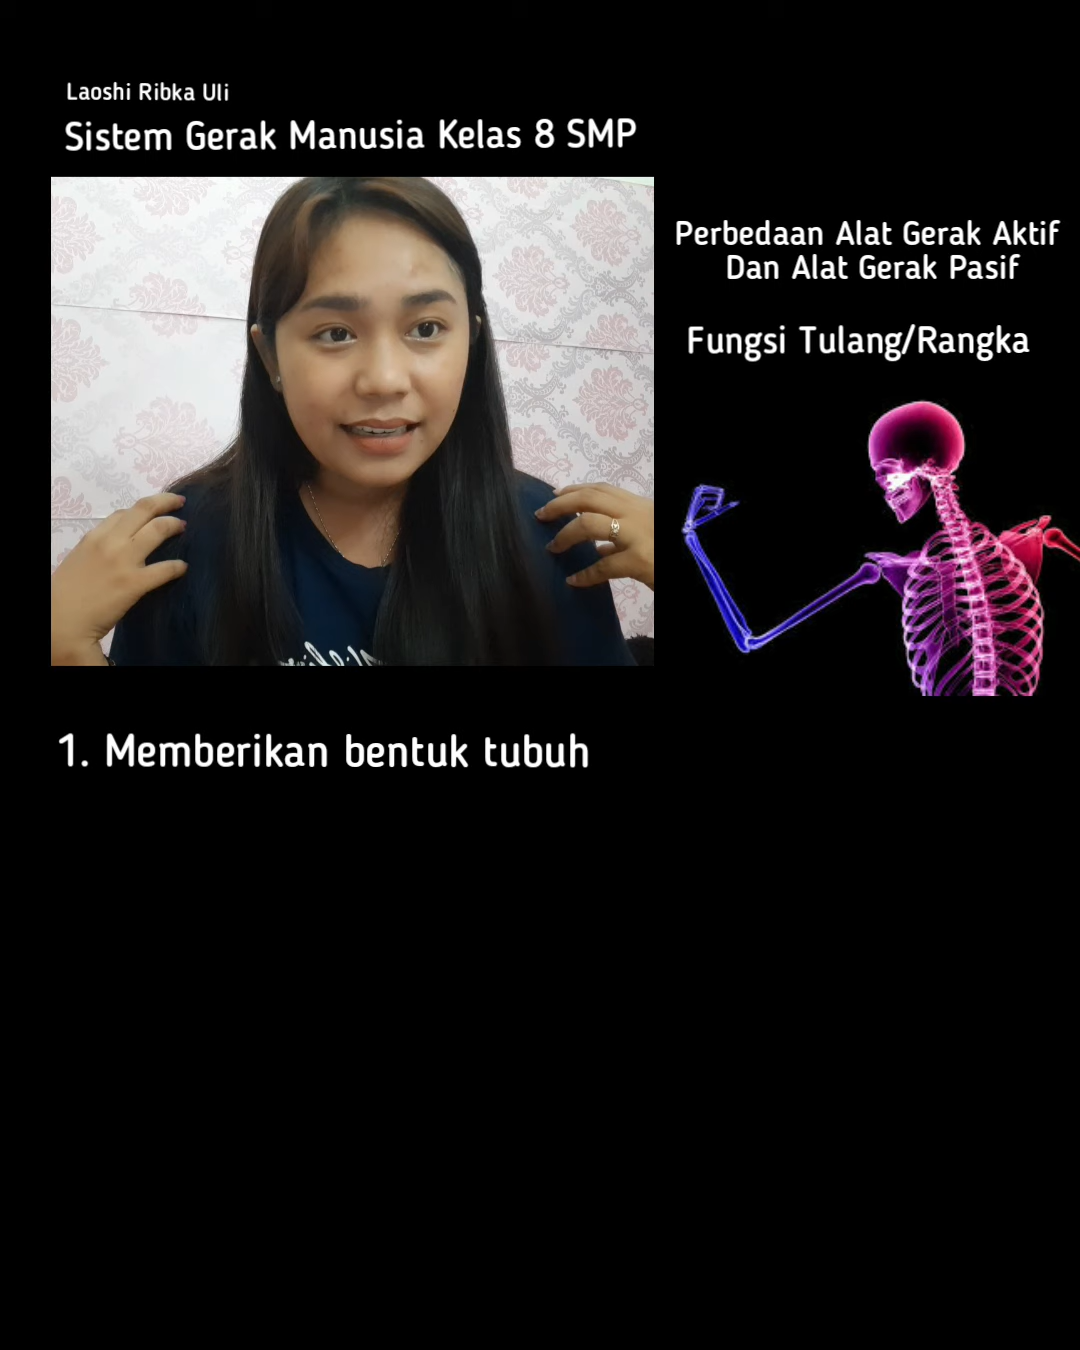 Laoshi Ribka Uli
Sistem Gerak Manusia Kelas 8 SMP
Perbedaan Alat Gerak Aktif
Dan Alat Gerak Pasif
Fungsi Tulang/Rangka
1. Memberikan bentuk tubuh